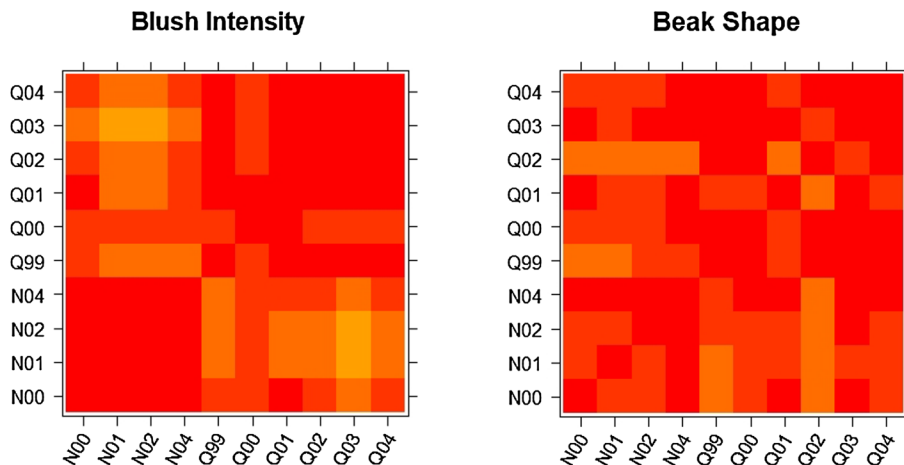 Blush Intensity
Q04
Q03
Q02
Q01
Q00
Q99
N04
N02
N01
N00
N00 N01 N02 N04 Q99 Q00 Q01 Q02 Q03 Q04
Beak Shape
Q04
Q03
Q02
Q01
Q00
Q99
N04
N02
N01
N00
N00 N01 N02 N04 Q99 Q00 Q01 Q02 Q03 Q04